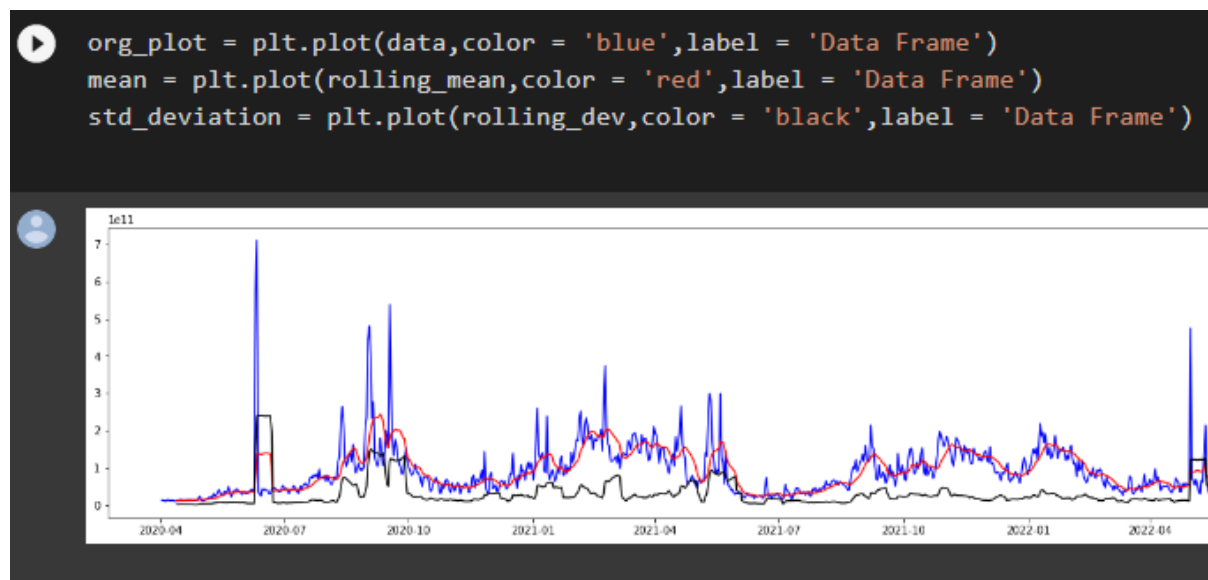 org_plot = plt.plot(data,color = 'blue',label = 'Data Frame')
mean = plt.plot(rolling_mean,color = 'red',label = 'Data Frame')
std_deviation = plt.plot(rolling_dev,color = 'black',label = 'Data Frame')
1e11
7
6
5
4
3
2
1
0
2020-04 2020-07 2020-10 2021-01 2021-04 2021-07 2021-10 2022-01 2022-04